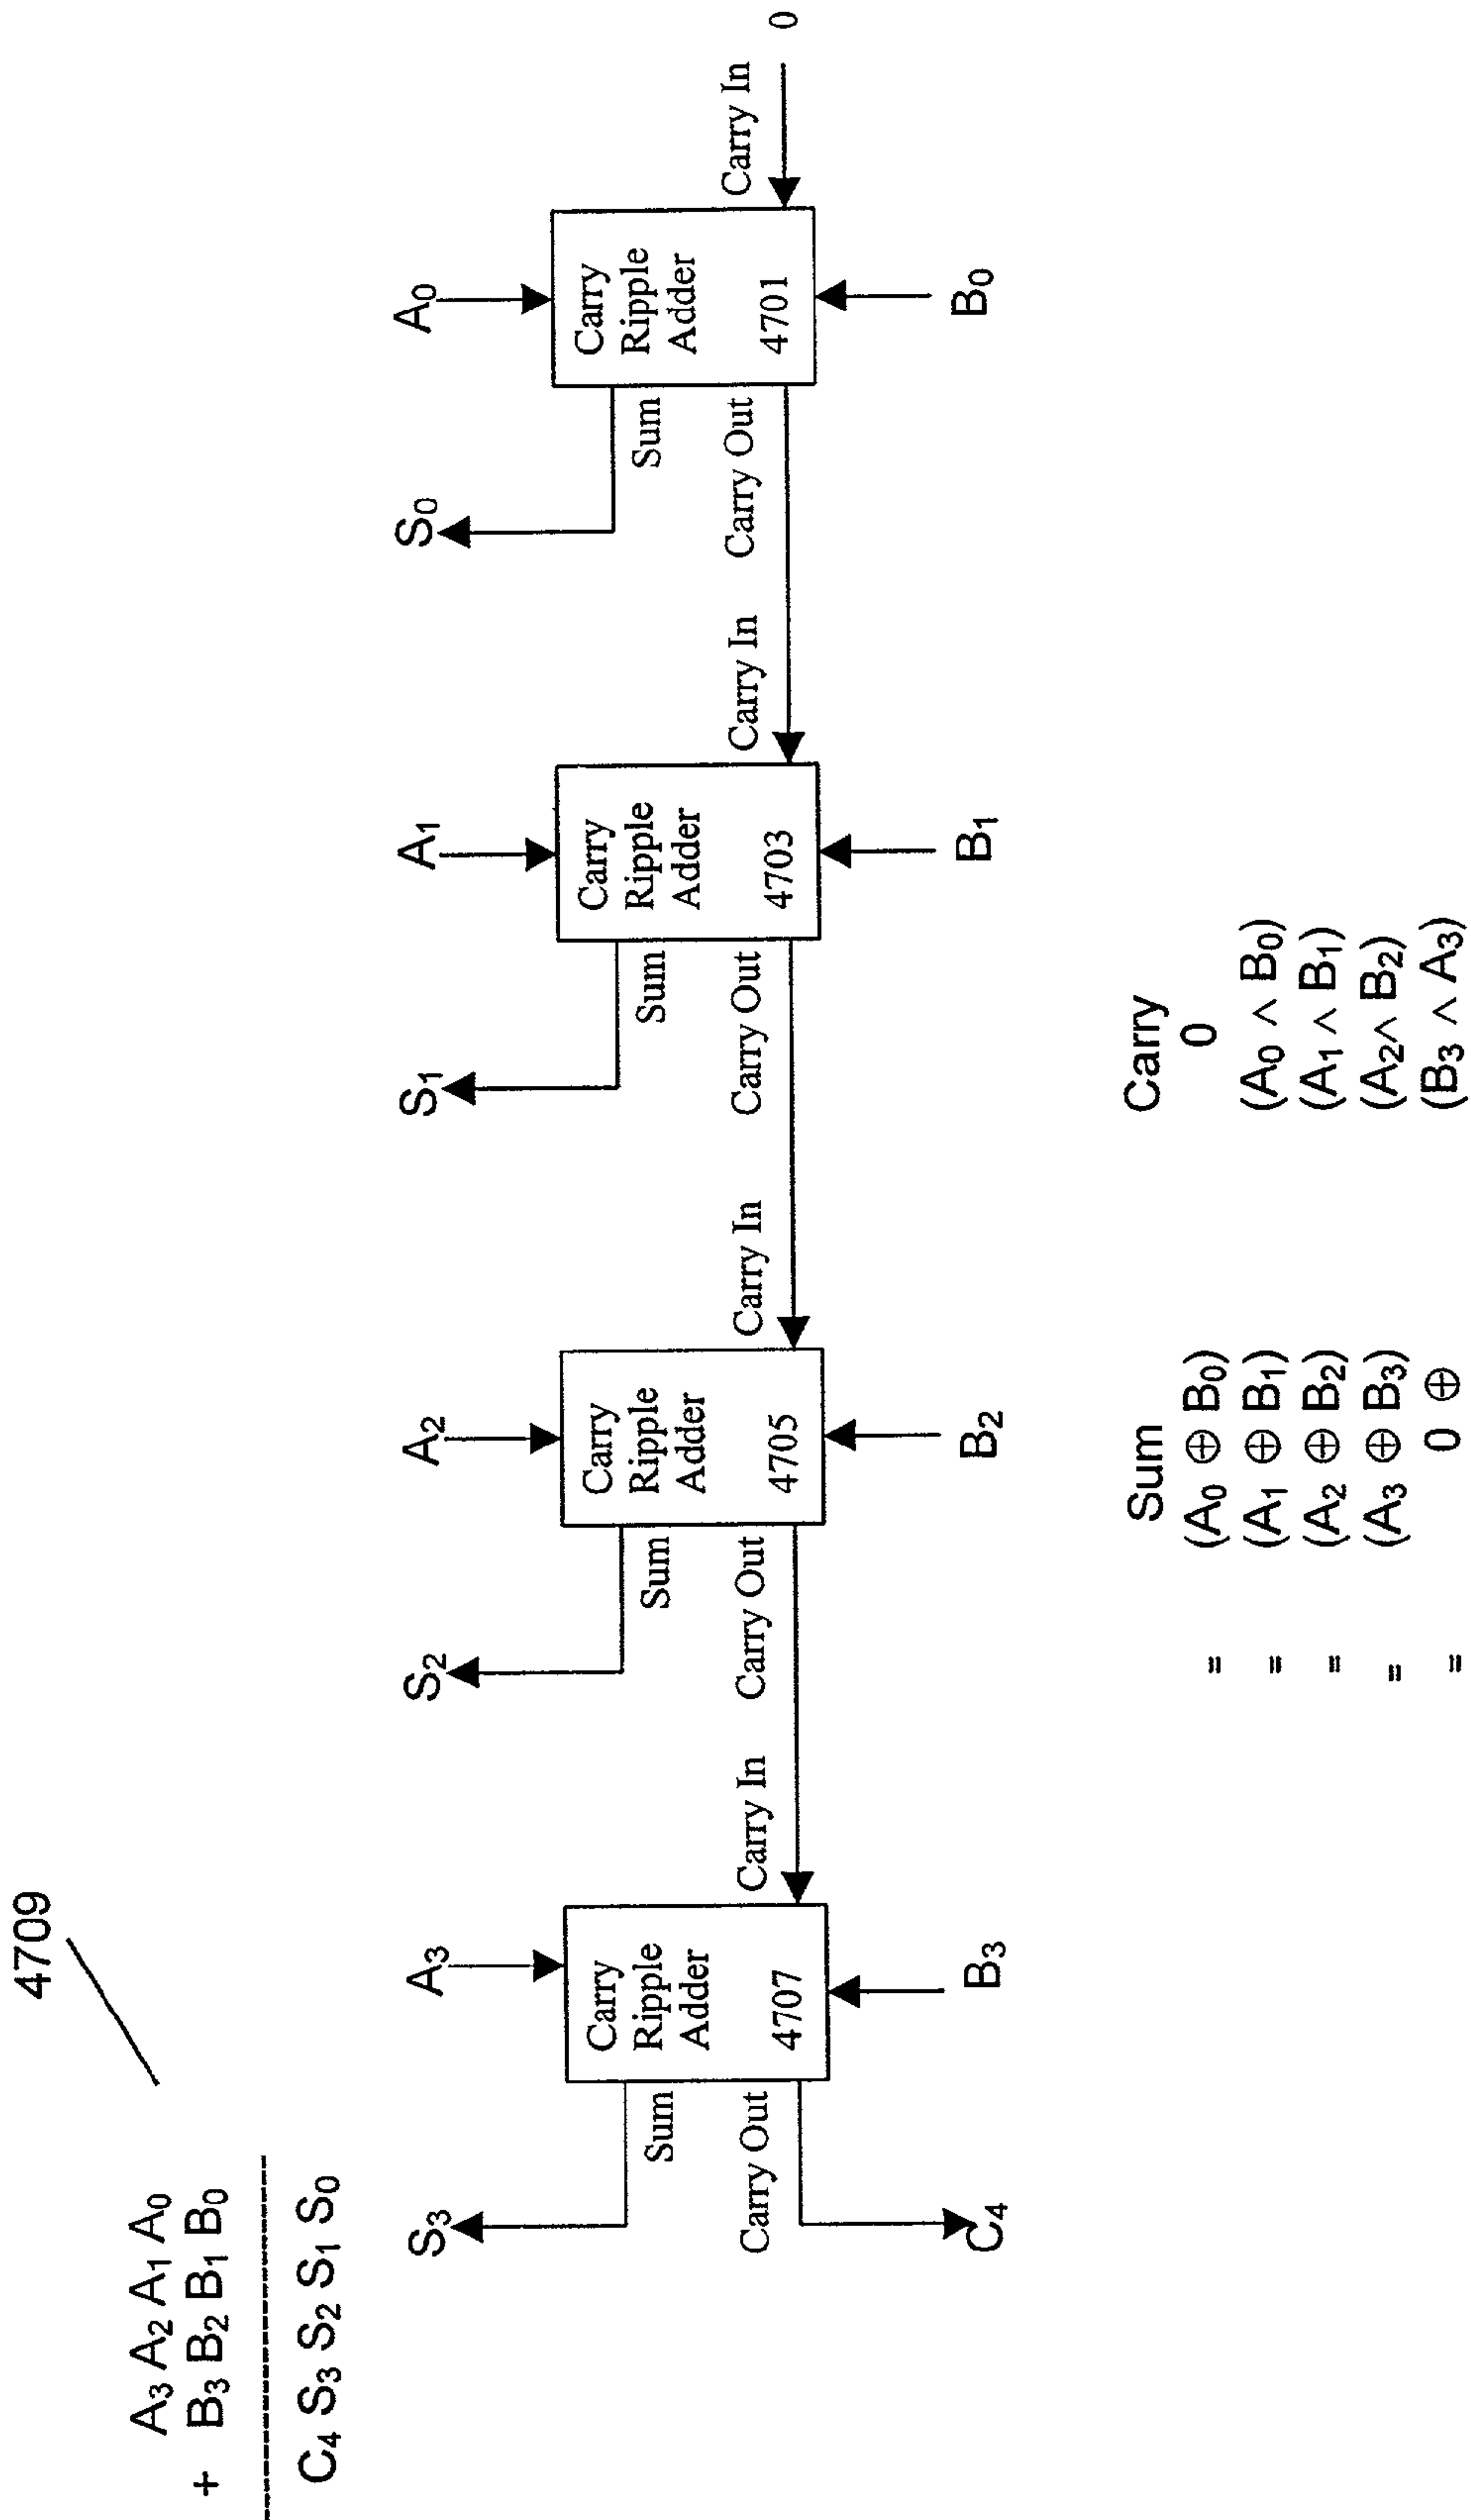 4709
A3 A2 A1 A0
+ B3 B2 B1 B0
C4 S3 S2 S1 S0
S3 A3 S2 A2 S1 A1 S0 A0
Carry
Ripple
Adder
4707
Sum
Carry Out
Carry In
Carry
Ripple
Adder
4705
Sum
Carry Out
Carry In
Carry
Ripple
Adder
4703
Sum
Carry Out
Carry In
Carry
Ripple
Adder
4701
Sum
Carry Out
Carry In
0
C4 B3 B2 B1 B0
Sum Carry
= (A0 ⊕ B0) 0
= (A1 ⊕ B1) (A0 ^ B0)
= (A2 ⊕ B2) (A1 ^ B1)
= (A3 ⊕ B3) (A2 ^ B2)
= 0 ⊕ (B3 ^ A3)